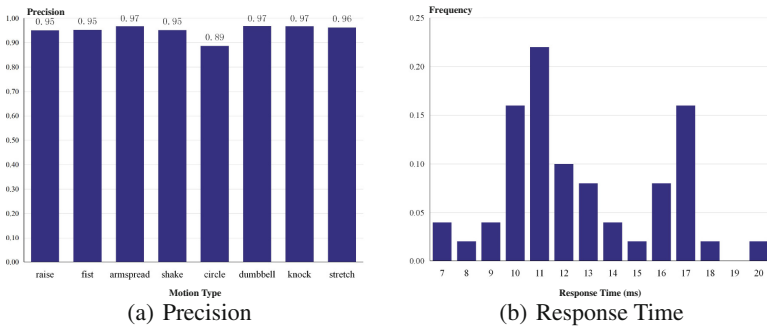 Precision
0.95 0.95 0.97 0.95 0.89 0.97 0.97 0.96
1.00
0.90
0.80
0.70
0.60
0.50
0.40
0.30
0.20
0.10
0.00
raise fist armspread shake circle dumbbell knock stretch
Motion Type
(a) Precision
Frequency
0.25
0.20
0.15
0.10
0.05
0.00
7 8 9 10 11 12 13 14 15 16 17 18 19 20
Response Time (ms)
(b) Response Time